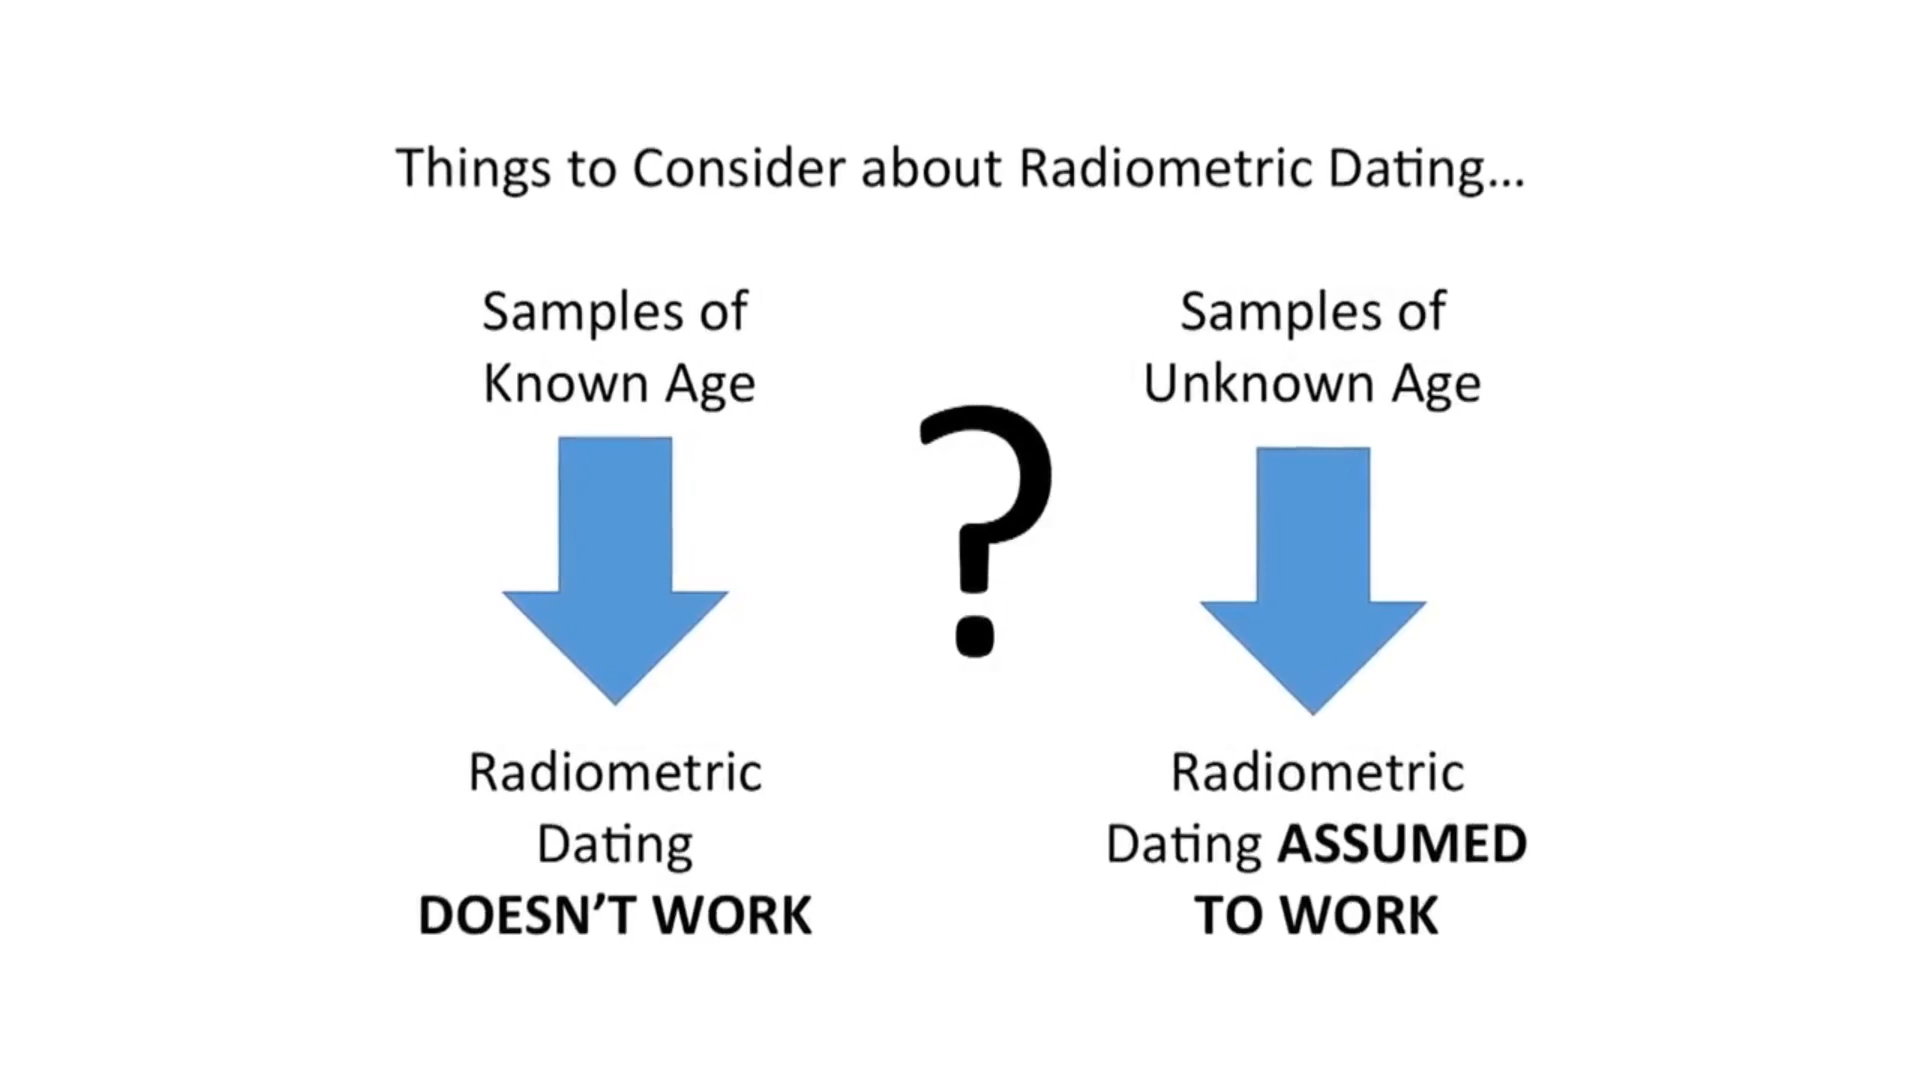 Things to Consider about Radiometric Dating...
Samples of
Known Age
Radiometric
Dating
DOESN'T WORK
?
Samples of
Unknown Age
Radiometric
Dating ASSUMED
TO WORK